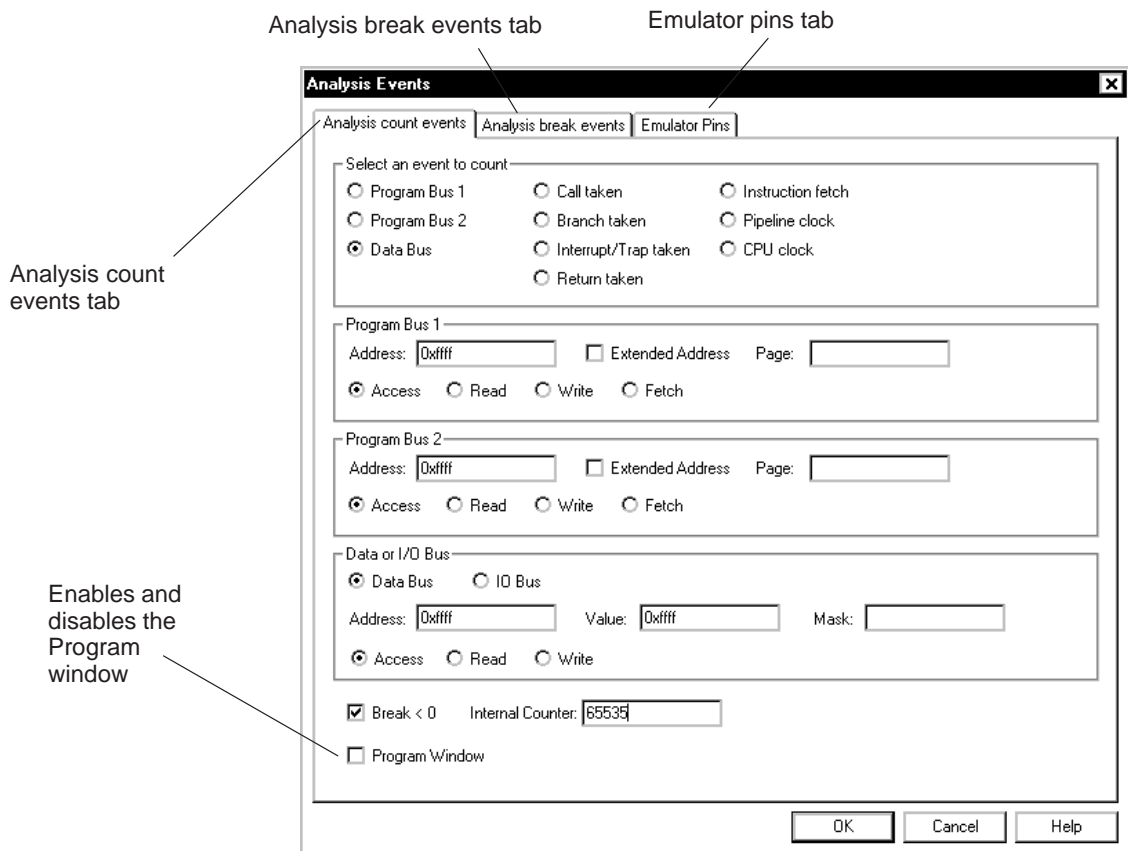 Analysis break events tab
Emulator pins tab
Analysis Events
Analysis count events
Analysis break events
Emulator Pins
Select an event to count
Program Bus 1
Call taken
Instruction fetch
Program Bus 2
Branch taken
Pipeline clock
Data Bus
Interrupt/Trap taken
CPU clock
Return taken
Analysis count
events tab
Program Bus 1
Address: 0xffff
Extended Address
Page:
Access
Read
Write
Fetch
Program Bus 2
Address: 0xffff
Extended Address
Page:
Access
Read
Write
Fetch
Data or I/O Bus
Data Bus
IO Bus
Address: 0xffff
Value: 0xffff
Mask:
Access
Read
Write
Enables and
disables the
Program
window
Break < 0
Internal Counter: 65535
Program Window
OK
Cancel
Help